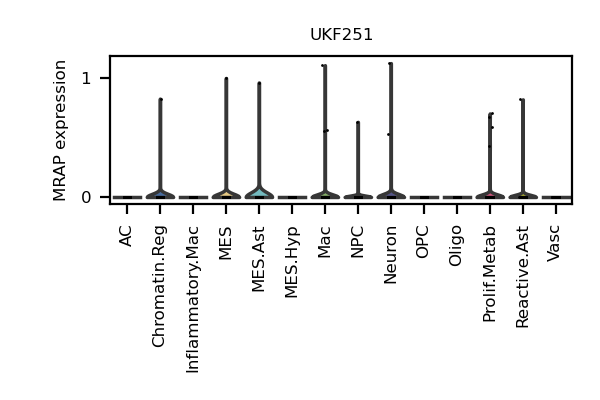 UKF251
MRAP expression
1
0
AC
Chromatin.Reg
Inflammatory.Mac
MES
MES.Ast
MES.Hyp
Mac
NPC
Neuron
OPC
Oligo
Prolif.Metab
Reactive.Ast
Vasc